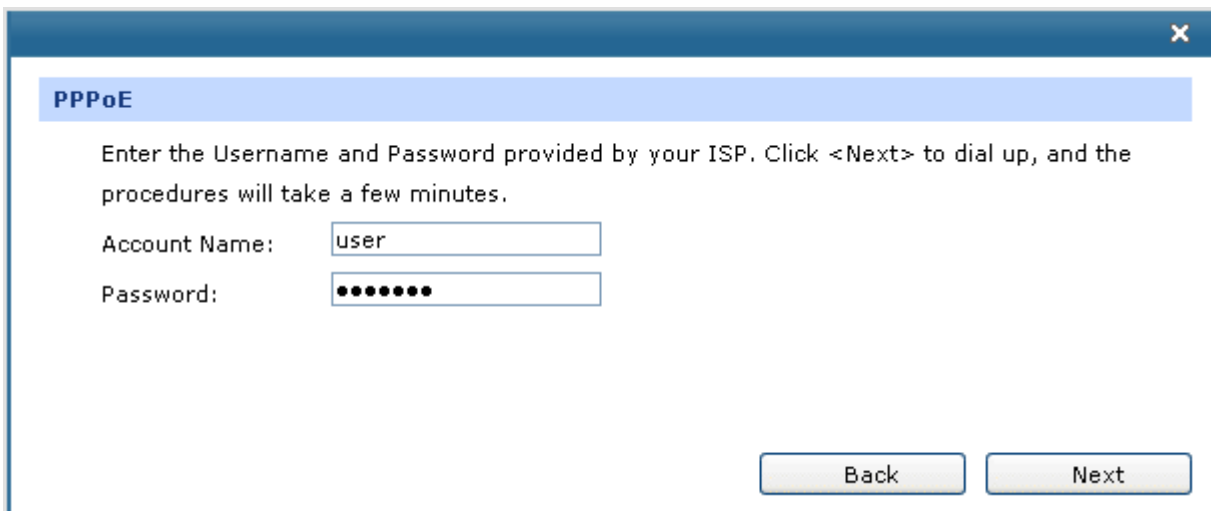 PPPoE
Enter the Username and Password provided by your ISP. Click <Next> to dial up, and the
procedures will take a few minutes.
Account Name: user
Password: •••••••
Back Next